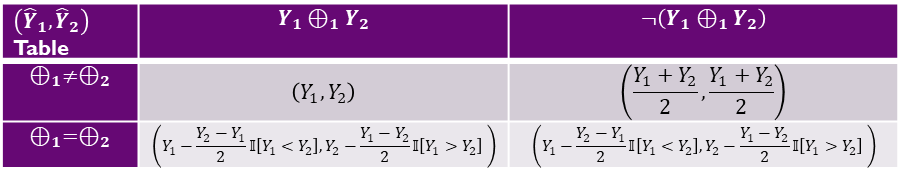 (Ŷ₁,Ŷ₂) Table
Y₁ ⊕₁ Y₂
¬(Y₁ ⊕₁ Y₂)
⊕₁≠⊕₂
(Y₁, Y₂)
((Y₁ + Y₂)/2, (Y₁ + Y₂)/2)
⊕₁=⊕₂
(Y₁ − (Y₂ − Y₁)/2 𝕀[Y₁ < Y₂], Y₂ − (Y₁ − Y₂)/2 𝕀[Y₁ > Y₂])
(Y₁ − (Y₂ − Y₁)/2 𝕀[Y₁ < Y₂], Y₂ − (Y₁ − Y₂)/2 𝕀[Y₁ > Y₂])